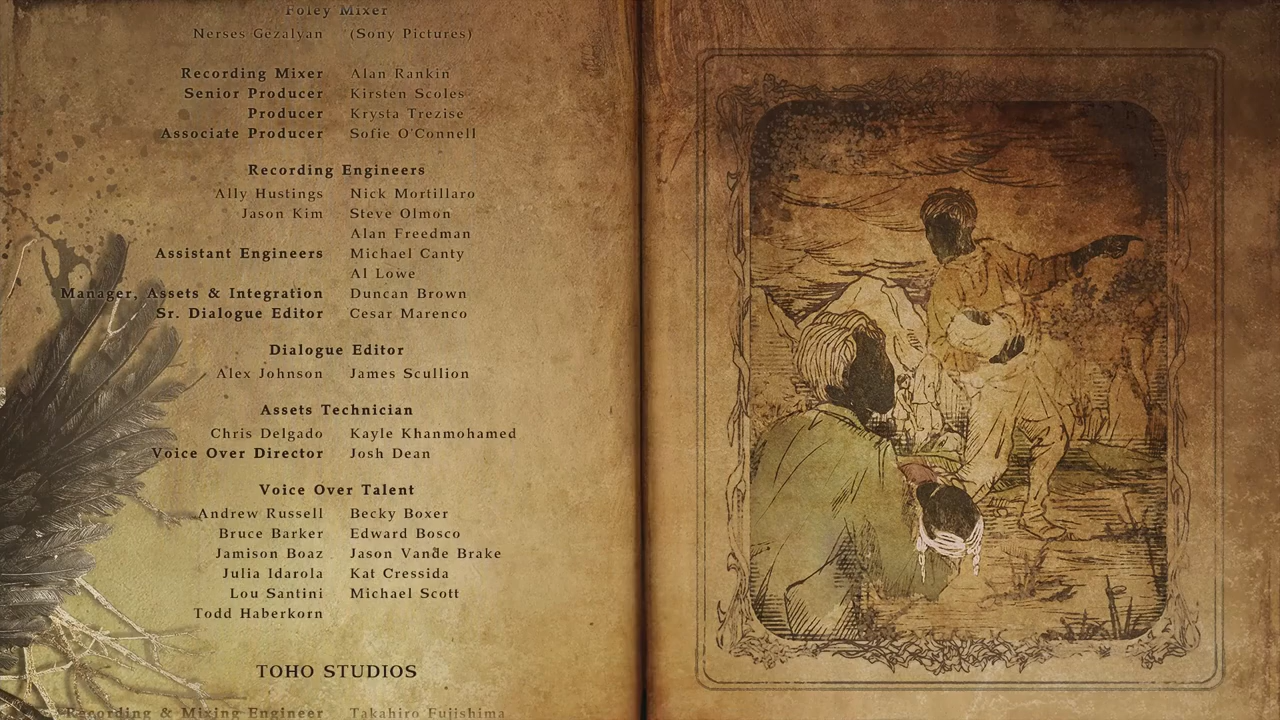 Foley Mixer
Nerses Gezalyan (Sony Pictures)
Recording Mixer Alan Rankin
Senior Producer Kirsten Scoles
Producer Krysta Trezise
Associate Producer Sofie O'Connell
Recording Engineers
Ally Hustings Nick Mortillaro
Jason Kim Steve Olmon
Alan Freedman
Assistant Engineers Michael Canty
Al Lowe
Manager, Assets & Integration Duncan Brown
Sr. Dialogue Editor Cesar Marenco
Dialogue Editor
Alex Johnson James Scullion
Assets Technician
Chris Delgado Kayle Khanmohamed
Voice Over Director Josh Dean
Voice Over Talent
Andrew Russell Becky Boxer
Bruce Barker Edward Bosco
Jamison Boaz Jason Vande Brake
Julia Idarola Kat Cressida
Lou Santini Michael Scott
Todd Haberkorn
TOHO STUDIOS
Recording & Mixing Engineer Takahiro Fujishima